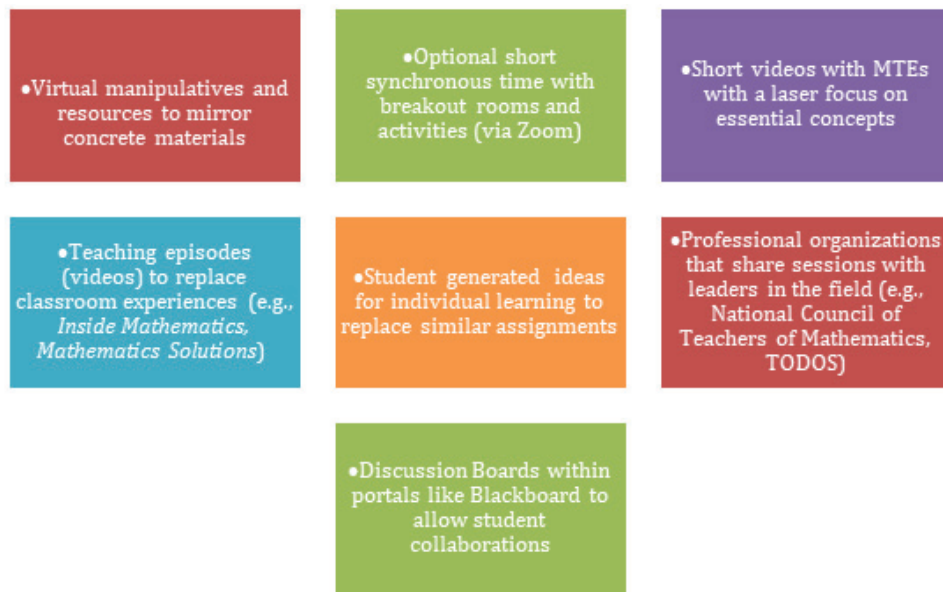 •Virtual manipulatives and
resources to mirror
concrete materials
•Optional short
synchronous time with
breakout rooms and
activities (via Zoom)
•Short videos with MTEs
with a laser focus on
essential concepts
•Teaching episodes
(videos) to replace
classroom experiences (e.g.,
Inside Mathematics,
Mathematics Solutions)
•Student generated ideas
for individual learning to
replace similar assignments
•Professional organizations
that share sessions with
leaders in the field (e.g.,
National Council of
Teachers of Mathematics,
TODOS)
•Discussion Boards within
portals like Blackboard to
allow student
collaborations